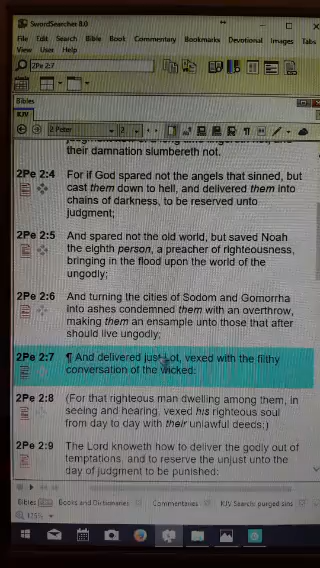 SwordSearcher 8.0
File Edit Search Bible Book Commentary Bookmarks Devotional Images Tabs
View User Help
2Pe 2:7
Bibles
KJV
2 Peter 2
their damnation slumbereth not.
2Pe 2:4 For if God spared not the angels that sinned, but
cast them down to hell, and delivered them into
chains of darkness, to be reserved unto
judgment;
2Pe 2:5 And spared not the old world, but saved Noah
the eighth person, a preacher of righteousness,
bringing in the flood upon the world of the
ungodly;
2Pe 2:6 And turning the cities of Sodom and Gomorrha
into ashes condemned them with an overthrow,
making them an ensample unto those that after
should live ungodly;
2Pe 2:7 ¶ And delivered just Lot, vexed with the filthy
conversation of the wicked:
2Pe 2:8 (For that righteous man dwelling among them, in
seeing and hearing, vexed his righteous soul
from day to day with their unlawful deeds;)
2Pe 2:9 The Lord knoweth how to deliver the godly out of
temptations, and to reserve the unjust unto the
day of judgment to be punished:
Bibles Books and Dictionaries Commentaries KJV Search: purged sins
125%